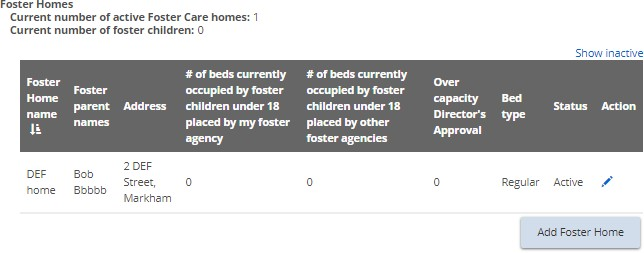 Foster Homes
Current number of active Foster Care homes: 1
Current number of foster children: 0
Show inactive
Foster Home name
Foster parent names
Address
# of beds currently occupied by foster children under 18 placed by my foster agency
# of beds currently occupied by foster children under 18 placed by other foster agencies
Over capacity Director's Approval
Bed type
Status
Action
DEF home
Bob Bbbbb
2 DEF Street, Markham
0
0
0
Regular
Active
Add Foster Home